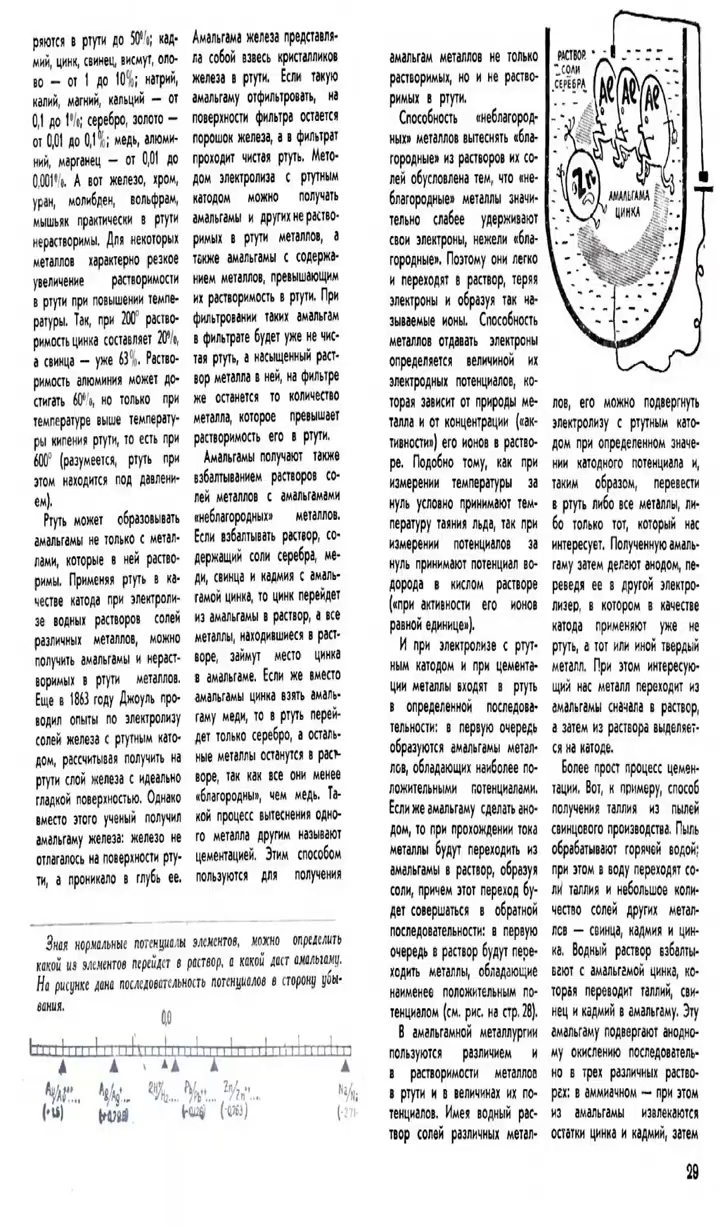 ряются в ртути до 50%; кад-
мий, цинк, свинец, висмут, оло-
во — от 1 до 10%; натрий,
калий, магний, кальций — от
0,1 до 1%; серебро, золото —
от 0,01 до 0,1%; медь, алюми-
ний, марганец — от 0,01 до
0,001%. А вот железо, хром,
уран, молибден, вольфрам,
мышьяк практически в ртути
нерастворимы. Для некоторых
металлов характерно резкое
увеличение растворимости
в ртути при повышении темпе-
ратуры. Так, при 200° раство-
римость цинка составляет 20%,
а свинца — уже 63%. Раство-
римость алюминия может до-
стигать 60%, но только при
температуре выше температу-
ры кипения ртути, то есть при
600° (разумеется, ртуть при
этом находится под давлени-
ем).
Ртуть может образовывать
амальгамы не только с метал-
лами, которые в ней раство-
римы. Применяя ртуть в ка-
честве катода при электроли-
зе водных растворов солей
различных металлов, можно
получить амальгамы и нераст-
воримых в ртути металлов.
Еще в 1863 году Джоуль про-
водил опыты по электролизу
солей железа с ртутным като-
дом, рассчитывая получить на
ртути слой железа с идеально
гладкой поверхностью. Однако
вместо этого ученый получил
амальгаму железа: железо не
отлагалось на поверхности рту-
ти, а проникало в глубь ее.
Амальгама железа представля-
ла собой взвесь кристалликов
железа в ртути. Если такую
амальгаму отфильтровать, на
поверхности фильтра остается
порошок железа, а в фильтрат
проходит чистая ртуть. Мето-
дом электролиза с ртутным
катодом можно получать
амальгамы и других не раство-
римых в ртути металлов, а
также амальгамы с содержа-
нием металлов, превышающим
их растворимость в ртути. При
фильтровании таких амальгам
в фильтрате будет уже не чис-
тая ртуть, а насыщенный раст-
вор металла в ней, на фильтре
же останется то количество
металла, которое превышает
растворимость его в ртути.
Амальгамы получают также
взбалтыванием растворов со-
лей металлов с амальгамами
«неблагородных» металлов.
Если взбалтывать раствор, со-
держащий соли серебра, ме-
ди, свинца и кадмия с амаль-
гамой цинка, то цинк перейдет
из амальгамы в раствор, а все
металлы, находившиеся в раст-
воре, займут место цинка
в амальгаме. Если же вместо
амальгамы цинка взять амаль-
гаму меди, то в ртуть перей-
дет только серебро, а осталь-
ные металлы останутся в раст-
воре, так как все они менее
«благородны», чем медь. Та-
кой процесс вытеснения одно-
го металла другим называют
цементацией. Этим способом
пользуются для получения
Зная нормальные потенциалы элементов, можно определить
какой из элементов перейдет в раствор, а какой даст амальгаму.
На рисунке дана последовательность потенциалов в сторону убы-
вания.
0,0
Au/Au+++... Ag/Ag+... 2H/H2... Pb/Pb++... Zn/Zn++... Na/Na
(-0,126) (-0,763)
амальгам металлов не только
растворимых, но и не раство-
римых в ртути.
Способность «неблагород-
ных» металлов вытеснять «бла-
городные» из растворов их со-
лей обусловлена тем, что «не-
благородные» металлы значи-
тельно слабее удерживают
свои электроны, нежели «бла-
городные». Поэтому они легко
и переходят в раствор, теряя
электроны и образуя так на-
зываемые ионы. Способность
металлов отдавать электроны
определяется величиной их
электродных потенциалов, ко-
торая зависит от природы ме-
талла и от концентрации («ак-
тивности») его ионов в раство-
ре. Подобно тому, как при
измерении температуры за
нуль условно принимают тем-
пературу таяния льда, так при
измерении потенциалов за
нуль принимают потенциал во-
дорода в кислом растворе
(«при активности его ионов
равной единице»).
И при электролизе с ртут-
ным катодом и при цемента-
ции металлы входят в ртуть
в определенной последова-
тельности: в первую очередь
образуются амальгамы метал-
лов, обладающих наиболее по-
ложительными потенциалами.
Если же амальгаму сделать ано-
дом, то при прохождении тока
металлы будут переходить из
амальгамы в раствор, образуя
соли, причем этот переход бу-
дет совершаться в обратной
последовательности: в первую
очередь в раствор будут пере-
ходить металлы, обладающие
наименее положительным по-
тенциалом (см. рис. на стр. 28).
В амальгамной металлургии
пользуются различием и
в растворимости металлов
в ртути и в величинах их по-
тенциалов. Имея водный рас-
твор солей различных метал-
РАСТВОР
СОЛИ
СЕРЕБРА
Ag Ag Ag
Zn
АМАЛЬГАМА
ЦИНКА
лов, его можно подвергнуть
электролизу с ртутным като-
дом при определенном значе-
нии катодного потенциала и,
таким образом, перевести
в ртуть либо все металлы, ли-
бо только тот, который нас
интересует. Полученную амаль-
гаму затем делают анодом, пе-
реведя ее в другой электро-
лизер, в котором в качестве
катода применяют уже не
ртуть, а тот или иной твердый
металл. При этом интересую-
щий нас металл переходит из
амальгамы сначала в раствор,
а затем из раствора выделяет-
ся на катоде.
Более прост процесс цемен-
тации. Вот, к примеру, способ
получения таллия из пылей
свинцового производства. Пыль
обрабатывают горячей водой;
при этом в воду переходят со-
ли таллия и небольшое коли-
чество солей других метал-
лов — свинца, кадмия и цин-
ка. Водный раствор взбалты-
вают с амальгамой цинка, ко-
торая переводит таллий, сви-
нец и кадмий в амальгаму. Эту
амальгаму подвергают анодно-
му окислению последователь-
но в трех различных раство-
рах: в аммиачном — при этом
из амальгамы извлекаются
остатки цинка и кадмий, затем
29